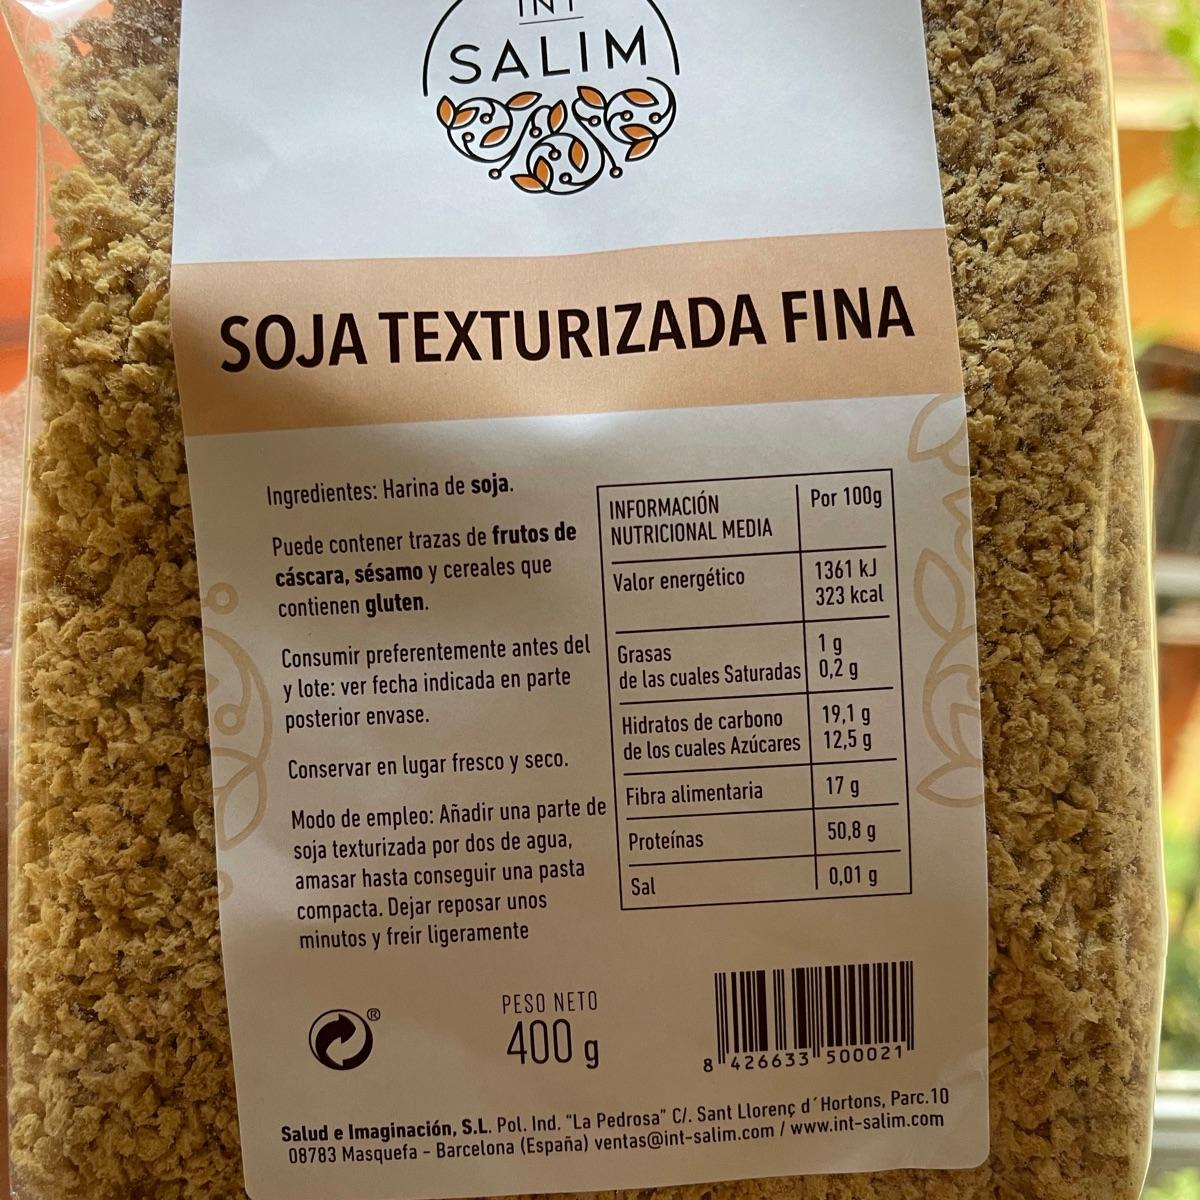 INT
SALIM
SOJA TEXTURIZADA FINA
Ingredientes: Harina de soja.
Puede contener trazas de frutos de
cáscara, sésamo y cereales que
contienen gluten.
Consumir preferentemente antes del
y lote: ver fecha indicada en parte
posterior envase.
Conservar en lugar fresco y seco.
Modo de empleo: Añadir una parte de
soja texturizada por dos de agua,
amasar hasta conseguir una pasta
compacta. Dejar reposar unos
minutos y freir ligeramente
INFORMACIÓN
NUTRICIONAL MEDIA
Por 100g
Valor energético
1361 kJ
323 kcal
Grasas 1 g
de las cuales Saturadas 0,2 g
Hidratos de carbono 19,1 g
de los cuales Azúcares 12,5 g
Fibra alimentaria 17 g
Proteínas 50,8 g
Sal 0,01 g
®
PESO NETO
400 g
8 426633 500021
Salud e Imaginación, S.L. Pol. Ind. “La Pedrosa” C/. Sant Llorenç d´Hortons, Parc.10
08783 Masquefa - Barcelona (España) ventas@int-salim.com / www.int-salim.com